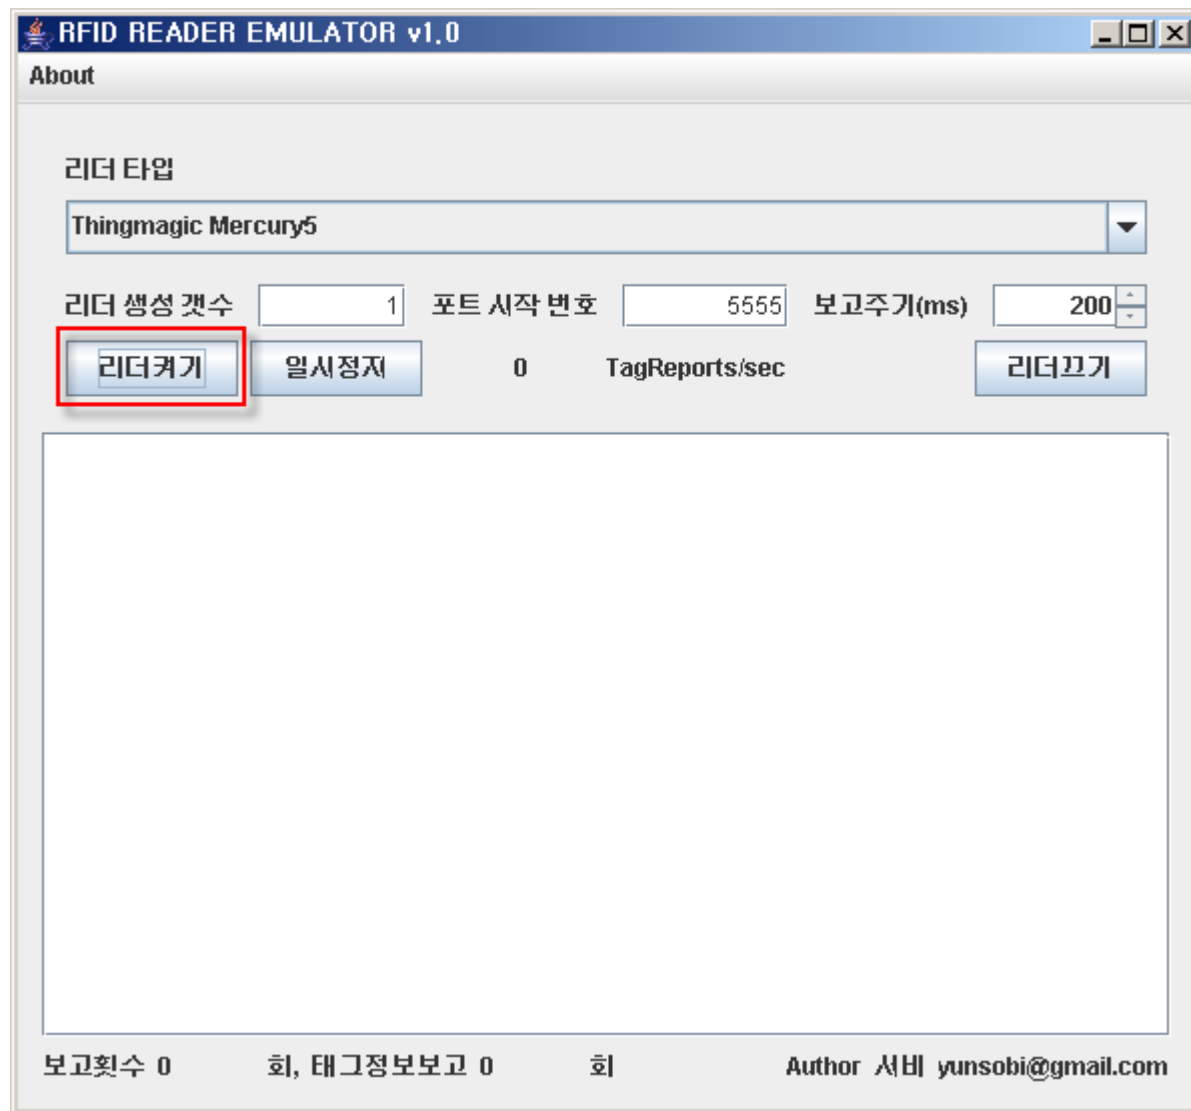 RFID READER EMULATOR v1.0
About
리더 타입
Thingmagic Mercury5
리더 생성 갯수 1 포트 시작 번호 5555 보고주기(ms) 200
리더켜기 일시정지 0 TagReports/sec 리더끄기
보고횟수 0 회, 태그정보보고 0 회 Author 서비 yunsobi@gmail.com